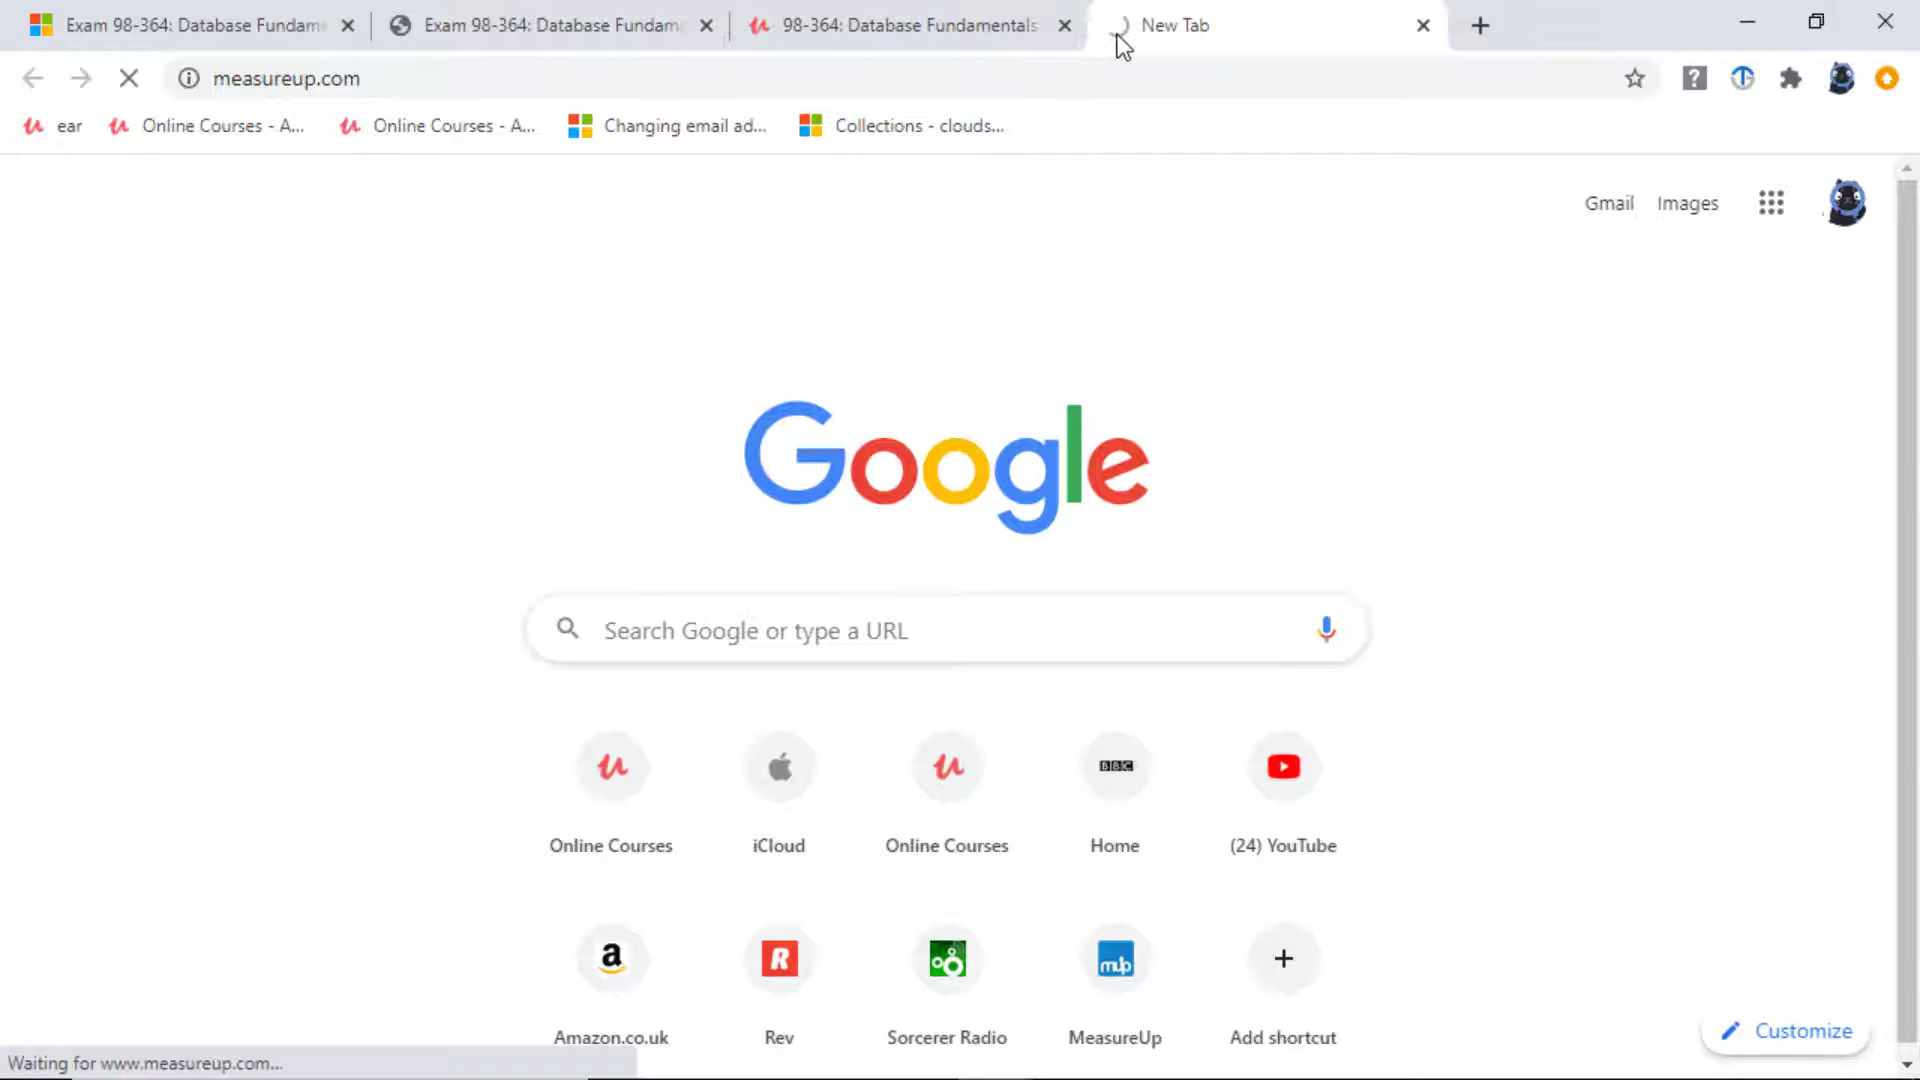 Exam 98-364: Database Fundam
Exam 98-364: Database Fundam
98-364: Database Fundamentals
New Tab
measureup.com
ear
Online Courses - A...
Online Courses - A...
Changing email ad...
Collections - clouds...
Gmail
Images
Google
Search Google or type a URL
BBC
mup
Online Courses
iCloud
Online Courses
Home
(24) YouTube
a
R
Amazon.co.uk
Rev
Sorcerer Radio
MeasureUp
Add shortcut
Customize
Waiting for www.measureup.com...